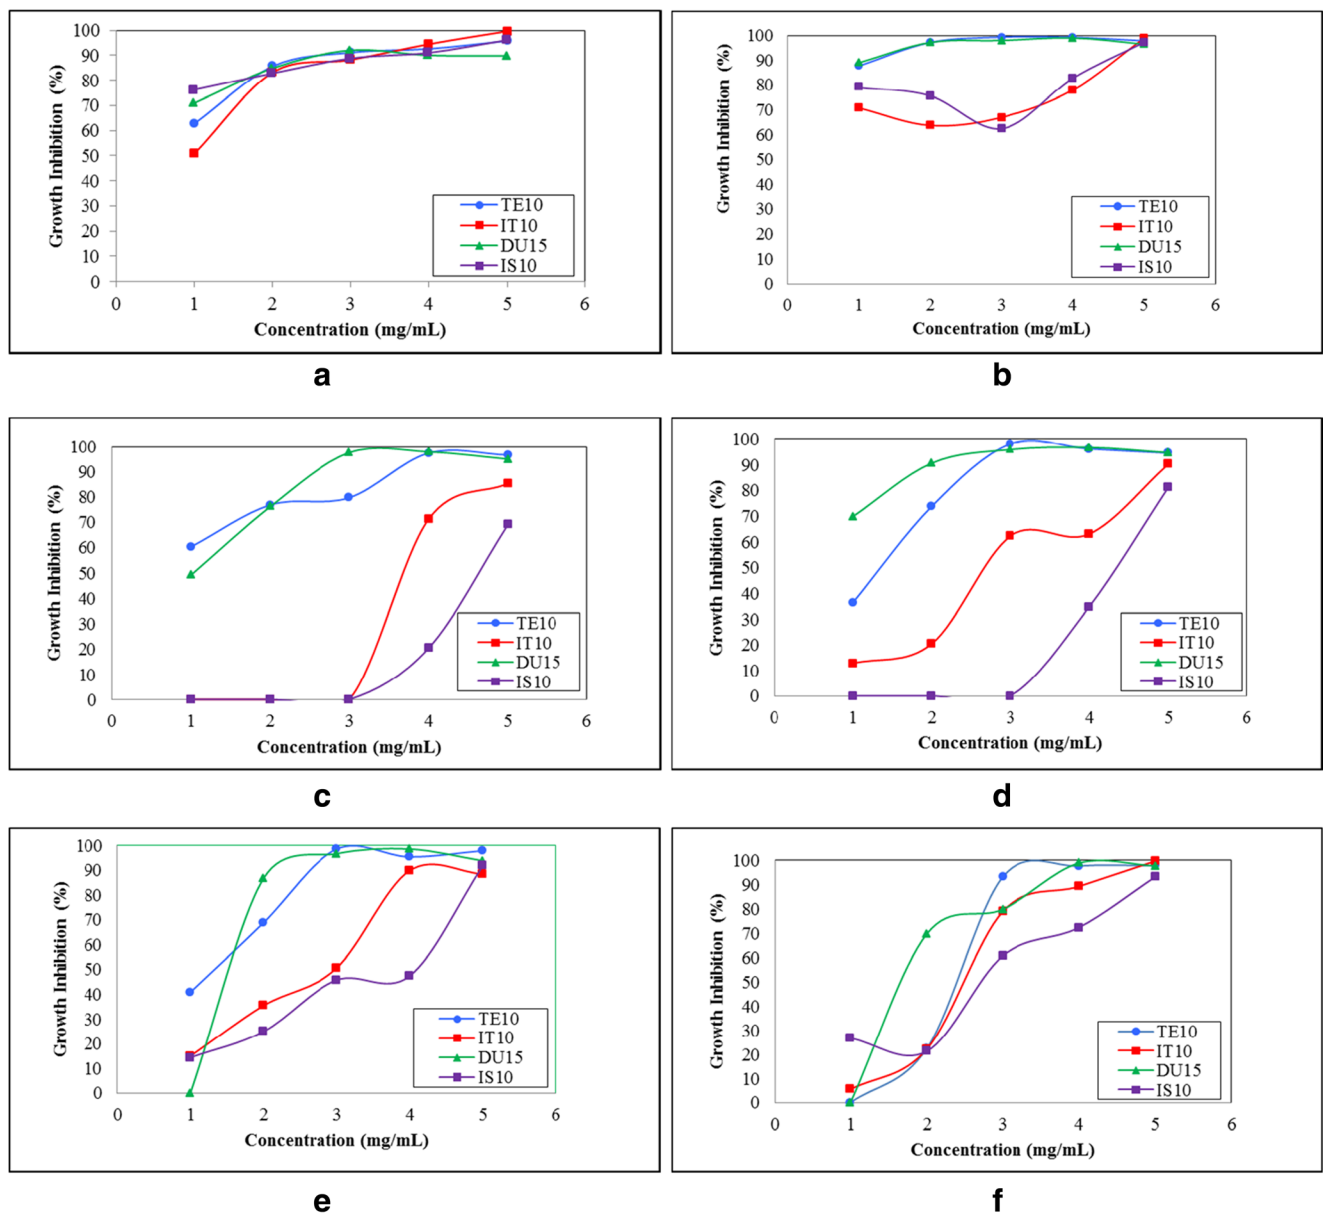 Growth Inhibition (%)
100
90
80
70
60
50
40
30
20
10
0
0 1 2 3 4 5 6
Concentration (mg/mL)
TE10
IT10
DU15
IS10
a
Growth Inhibition (%)
100
90
80
70
60
50
40
30
20
10
0
0 1 2 3 4 5 6
Concentration (mg/mL)
TE10
IT10
DU15
IS10
b
Growth Inhibition (%)
100
90
80
70
60
50
40
30
20
10
0
0 1 2 3 4 5 6
Concentration (mg/mL)
TE10
IT10
DU15
IS10
c
Growth Inhibition (%)
100
90
80
70
60
50
40
30
20
10
0
0 1 2 3 4 5 6
Concentration (mg/mL)
TE10
IT10
DU15
IS10
d
Growth Inhibition (%)
100
90
80
70
60
50
40
30
20
10
0
0 1 2 3 4 5 6
Concentration (mg/mL)
TE10
IT10
DU15
IS10
e
Growth Inhibition (%)
100
90
80
70
60
50
40
30
20
10
0
0 1 2 3 4 5 6
Concentration (mg/mL)
TE10
IT10
DU15
IS10
f